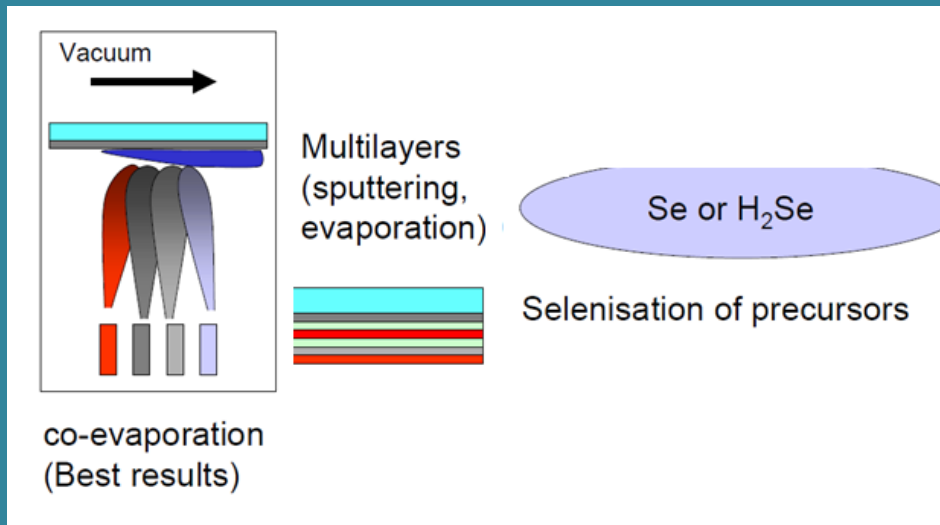 Vacuum
co-evaporation
(Best results)
Multilayers
(sputtering,
evaporation)
Se or H₂Se
Selenisation of precursors